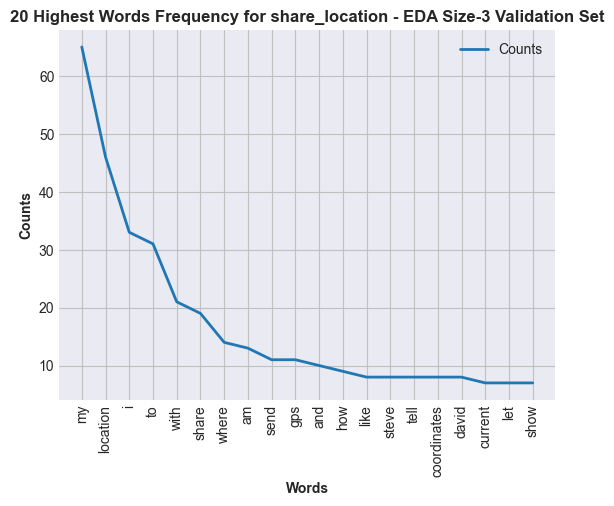 20 Highest Words Frequency for share_location - EDA Size-3 Validation Set
Counts
60
50
40
30
20
10
Counts
my
location
i
to
with
share
where
am
send
gps
and
how
like
steve
tell
coordinates
david
current
let
show
Words